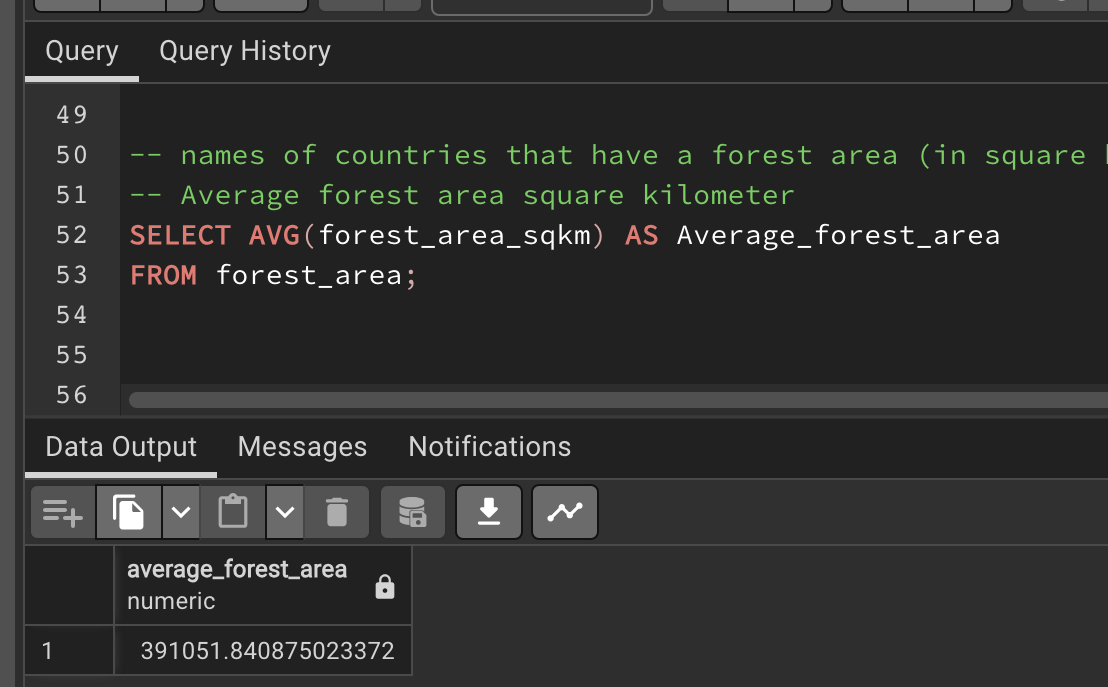 Query Query History
49
50 -- names of countries that have a forest area (in square
51 -- Average forest area square kilometer
52 SELECT AVG(forest_area_sqkm) AS Average_forest_area
53 FROM forest_area;
54
55
56
Data Output Messages Notifications
average_forest_area
numeric
1 391051.840875023372